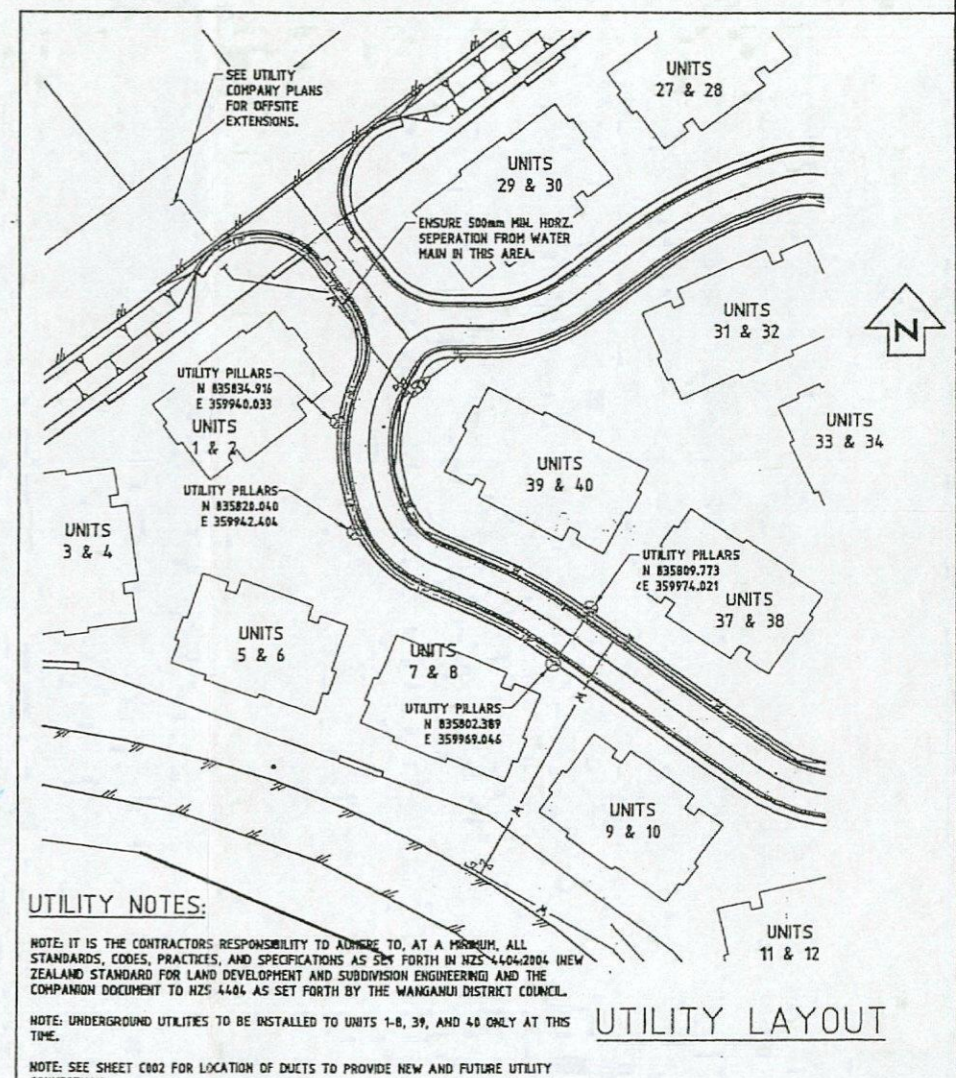 SEE UTILITY
COMPANY PLANS
FOR OFFSITE
EXTENSIONS.
UNITS
27 & 28
UNITS
29 & 30
ENSURE 500mm MIN. HORZ.
SEPERATION FROM WATER
MAIN IN THIS AREA.
UNITS
31 & 32
N
UTILITY PILLARS
N 835834.916
E 359940.033
UNITS
1 & 2
UNITS
33 & 34
UNITS
39 & 40
UTILITY PILLARS
N 835820.040
E 359942.404
UNITS
3 & 4
UTILITY PILLARS
N 835809.773
E 359974.021
UNITS
37 & 38
UNITS
5 & 6
UNITS
7 & 8
UTILITY PILLARS
N 835802.389
E 359969.046
UNITS
9 & 10
UNITS
11 & 12
UTILITY NOTES:
NOTE: IT IS THE CONTRACTORS RESPONSIBILITY TO ADHERE TO, AT A MINIMUM, ALL
STANDARDS, CODES, PRACTICES, AND SPECIFICATIONS AS SET FORTH IN NZS 4404:2004 (NEW
ZEALAND STANDARD FOR LAND DEVELOPMENT AND SUBDIVISION ENGINEERING) AND THE
COMPANION DOCUMENT TO NZS 4404 AS SET FORTH BY THE WANGANUI DISTRICT COUNCIL.
NOTE: UNDERGROUND UTILITIES TO BE INSTALLED TO UNITS 1-8, 39, AND 40 ONLY AT THIS
TIME.
NOTE: SEE SHEET C002 FOR LOCATION OF DUCTS TO PROVIDE NEW AND FUTURE UTILITY
UTILITY LAYOUT